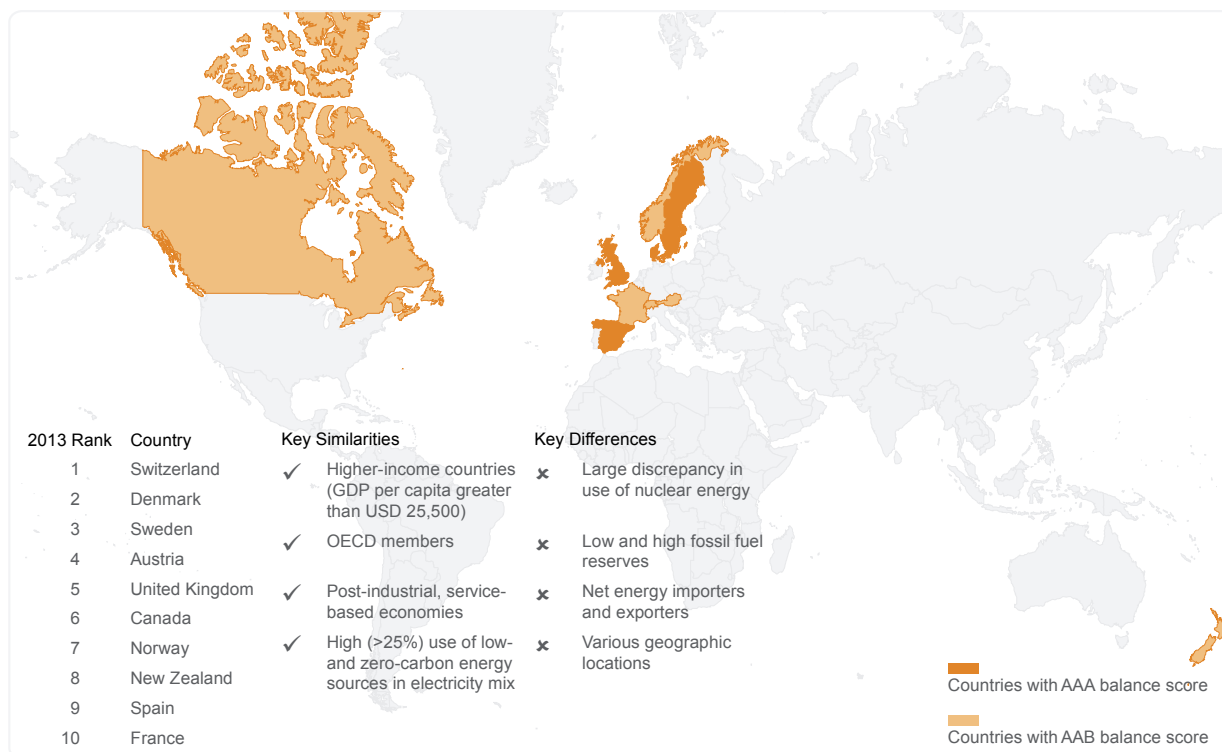 2013 Rank Country Key Similarities Key Differences
1 Switzerland
2 Denmark
3 Sweden
4 Austria
5 United Kingdom
6 Canada
7 Norway
8 New Zealand
9 Spain
10 France
✓ Higher-income countries
(GDP per capita greater
than USD 25,500)
✓ OECD members
✓ Post-industrial, service-
based economies
✓ High (>25%) use of low-
and zero-carbon energy
sources in electricity mix
✗ Large discrepancy in
use of nuclear energy
✗ Low and high fossil fuel
reserves
✗ Net energy importers
and exporters
✗ Various geographic
locations
Countries with AAA balance score
Countries with AAB balance score